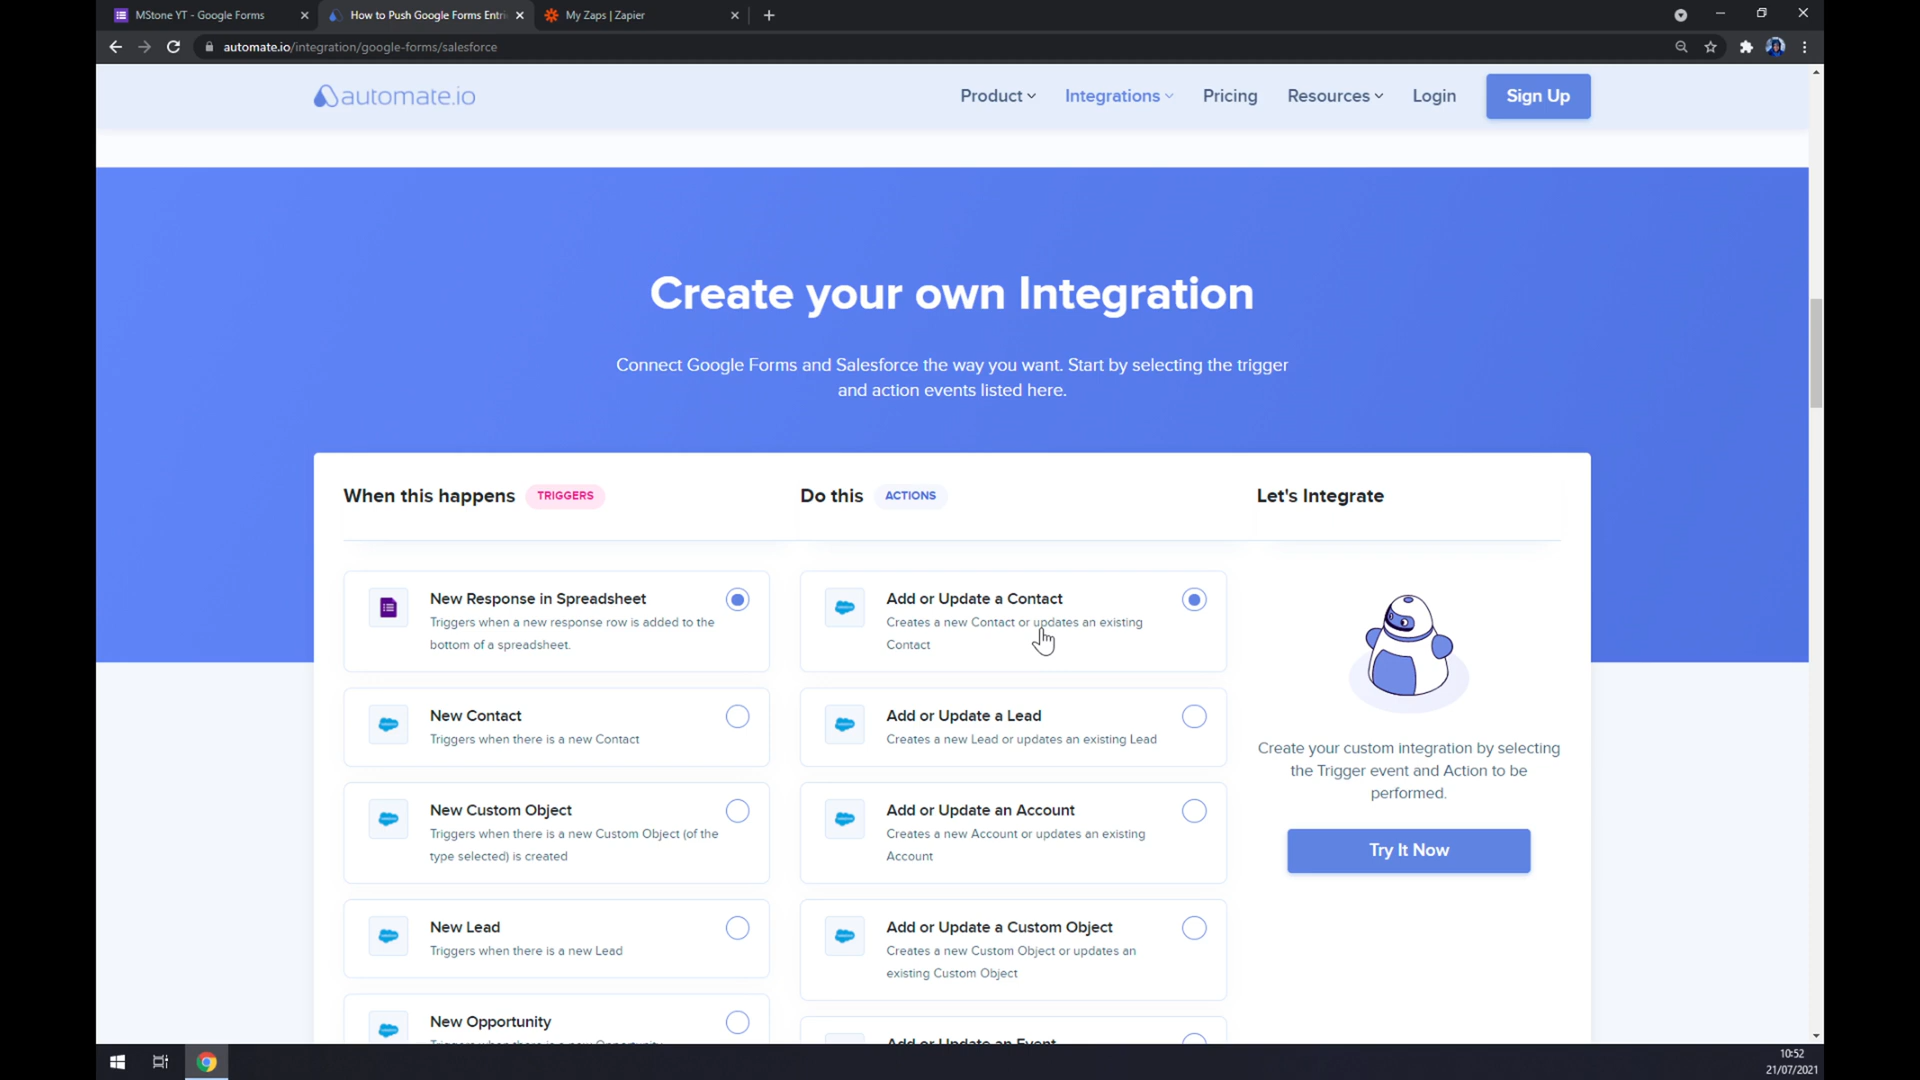 MStone YT - Google Forms
How to Push Google Forms Entri
My Zaps | Zapier
automate.io/integration/google-forms/salesforce
automate.io
Product
Integrations
Pricing
Resources
Login
Sign Up
Create your own Integration
Connect Google Forms and Salesforce the way you want. Start by selecting the trigger
and action events listed here.
When this happens TRIGGERS
Do this ACTIONS
Let's Integrate
New Response in Spreadsheet
Triggers when a new response row is added to the
bottom of a spreadsheet.
New Contact
Triggers when there is a new Contact
New Custom Object
Triggers when there is a new Custom Object (of the
type selected) is created
New Lead
Triggers when there is a new Lead
New Opportunity
Add or Update a Contact
Creates a new Contact or updates an existing
Contact
Add or Update a Lead
Creates a new Lead or updates an existing Lead
Add or Update an Account
Creates a new Account or updates an existing
Account
Add or Update a Custom Object
Creates a new Custom Object or updates an
existing Custom Object
Add or Update an Event
Create your custom integration by selecting
the Trigger event and Action to be
performed.
Try It Now
10:52
21/07/2021